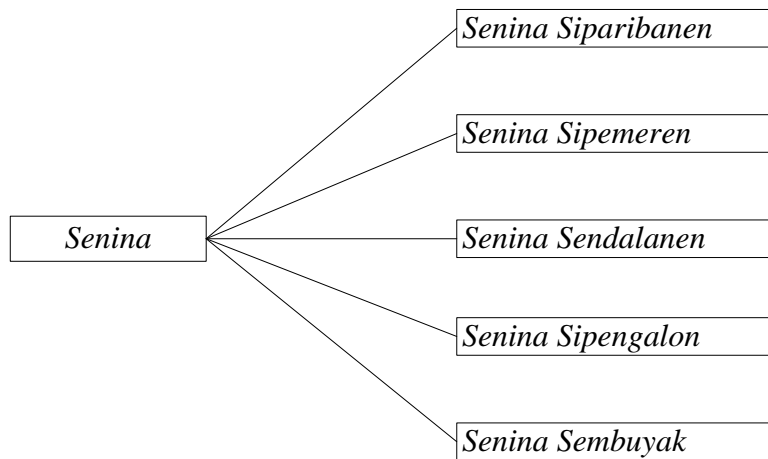 Senina Siparibanen
Senina Sipemeren
Senina
Senina Sendalanen
Senina Sipengalon
Senina Sembuyak